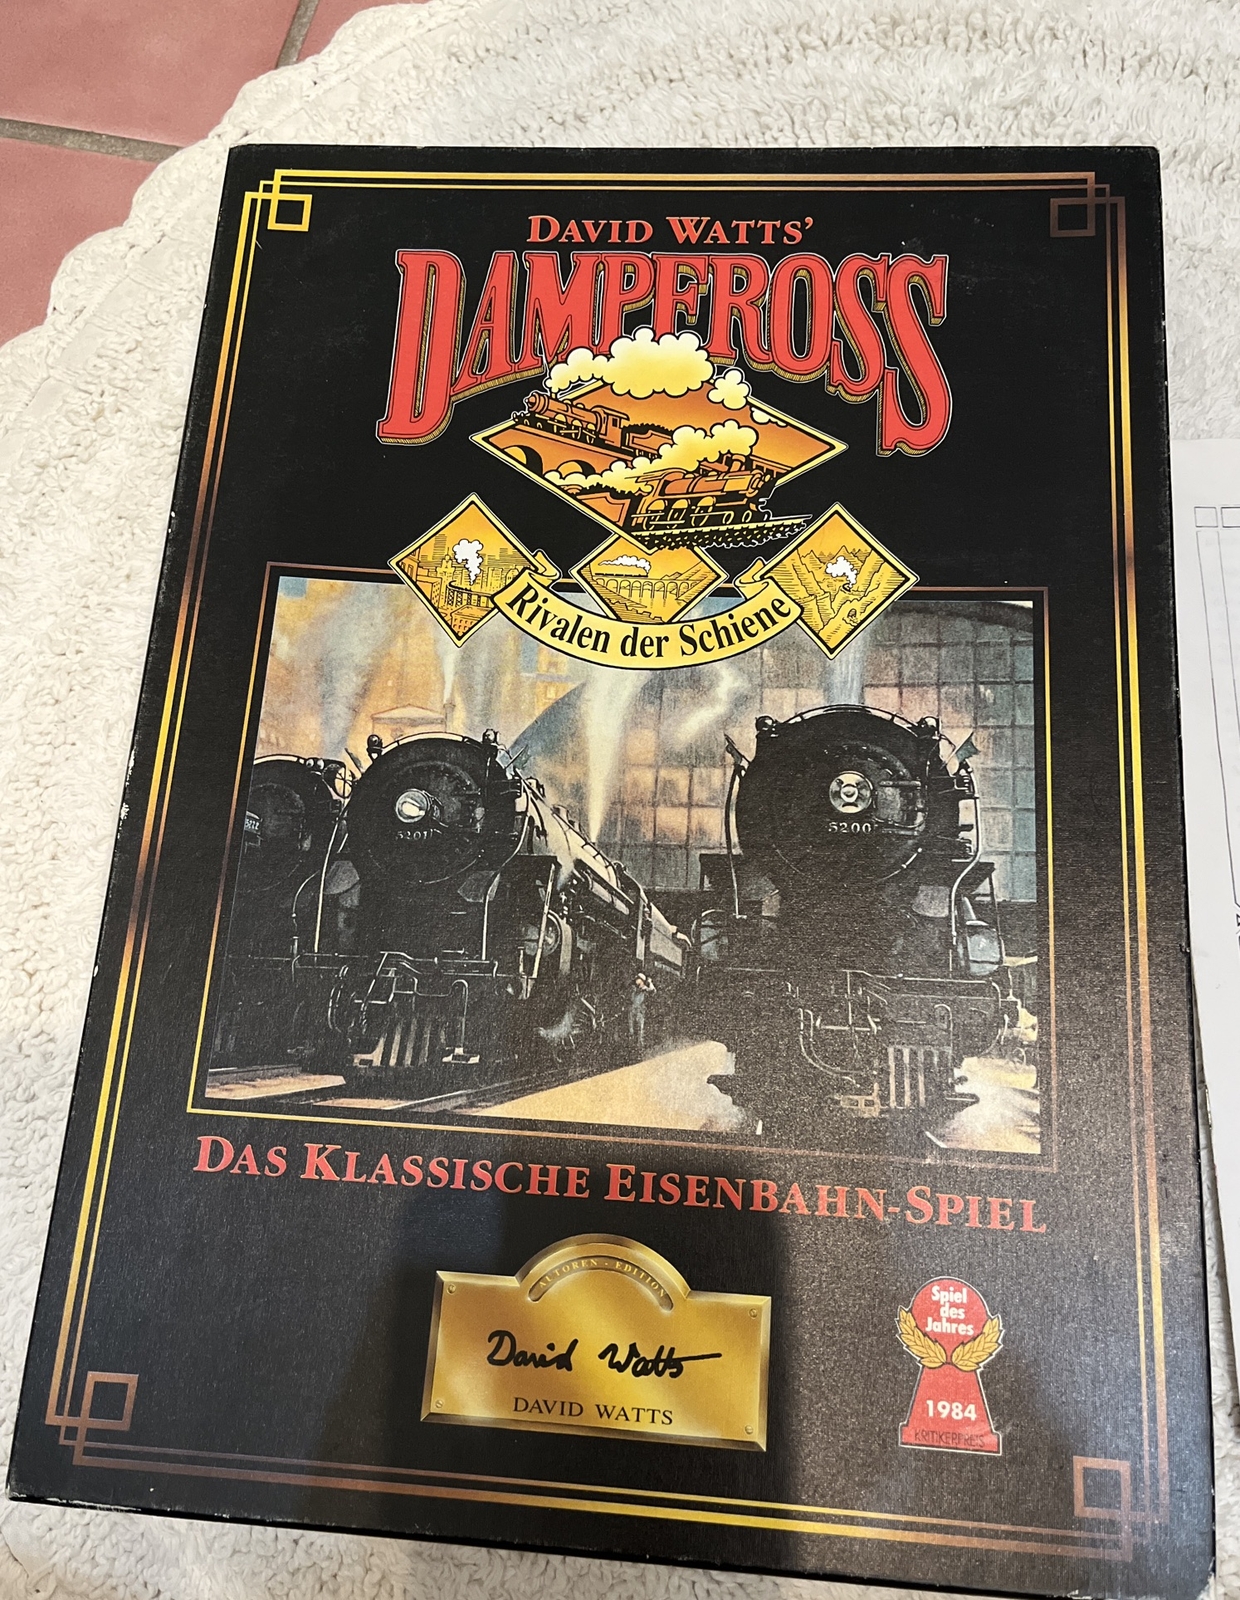 DAVID WATTS'
DAMPFROSS
Rivalen der Schiene
5201
5200
DAS KLASSISCHE EISENBAHN-SPIEL
AUTOREN-EDITION
David Watts
DAVID WATTS
Spiel
des
Jahres
1984
KRITIKERPREIS